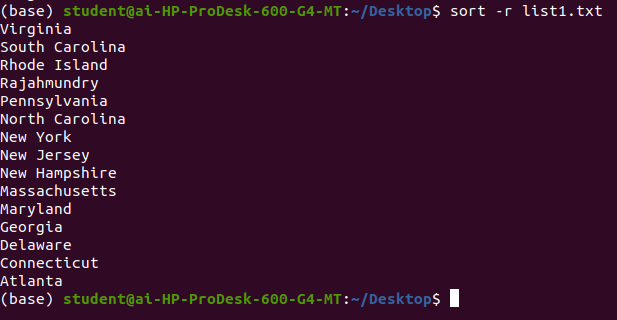 (base) student@ai-HP-ProDesk-600-G4-MT:~/Desktop$ sort -r list1.txt
Virginia
South Carolina
Rhode Island
Rajahmundry
Pennsylvania
North Carolina
New York
New Jersey
New Hampshire
Massachusetts
Maryland
Georgia
Delaware
Connecticut
Atlanta
(base) student@ai-HP-ProDesk-600-G4-MT:~/Desktop$